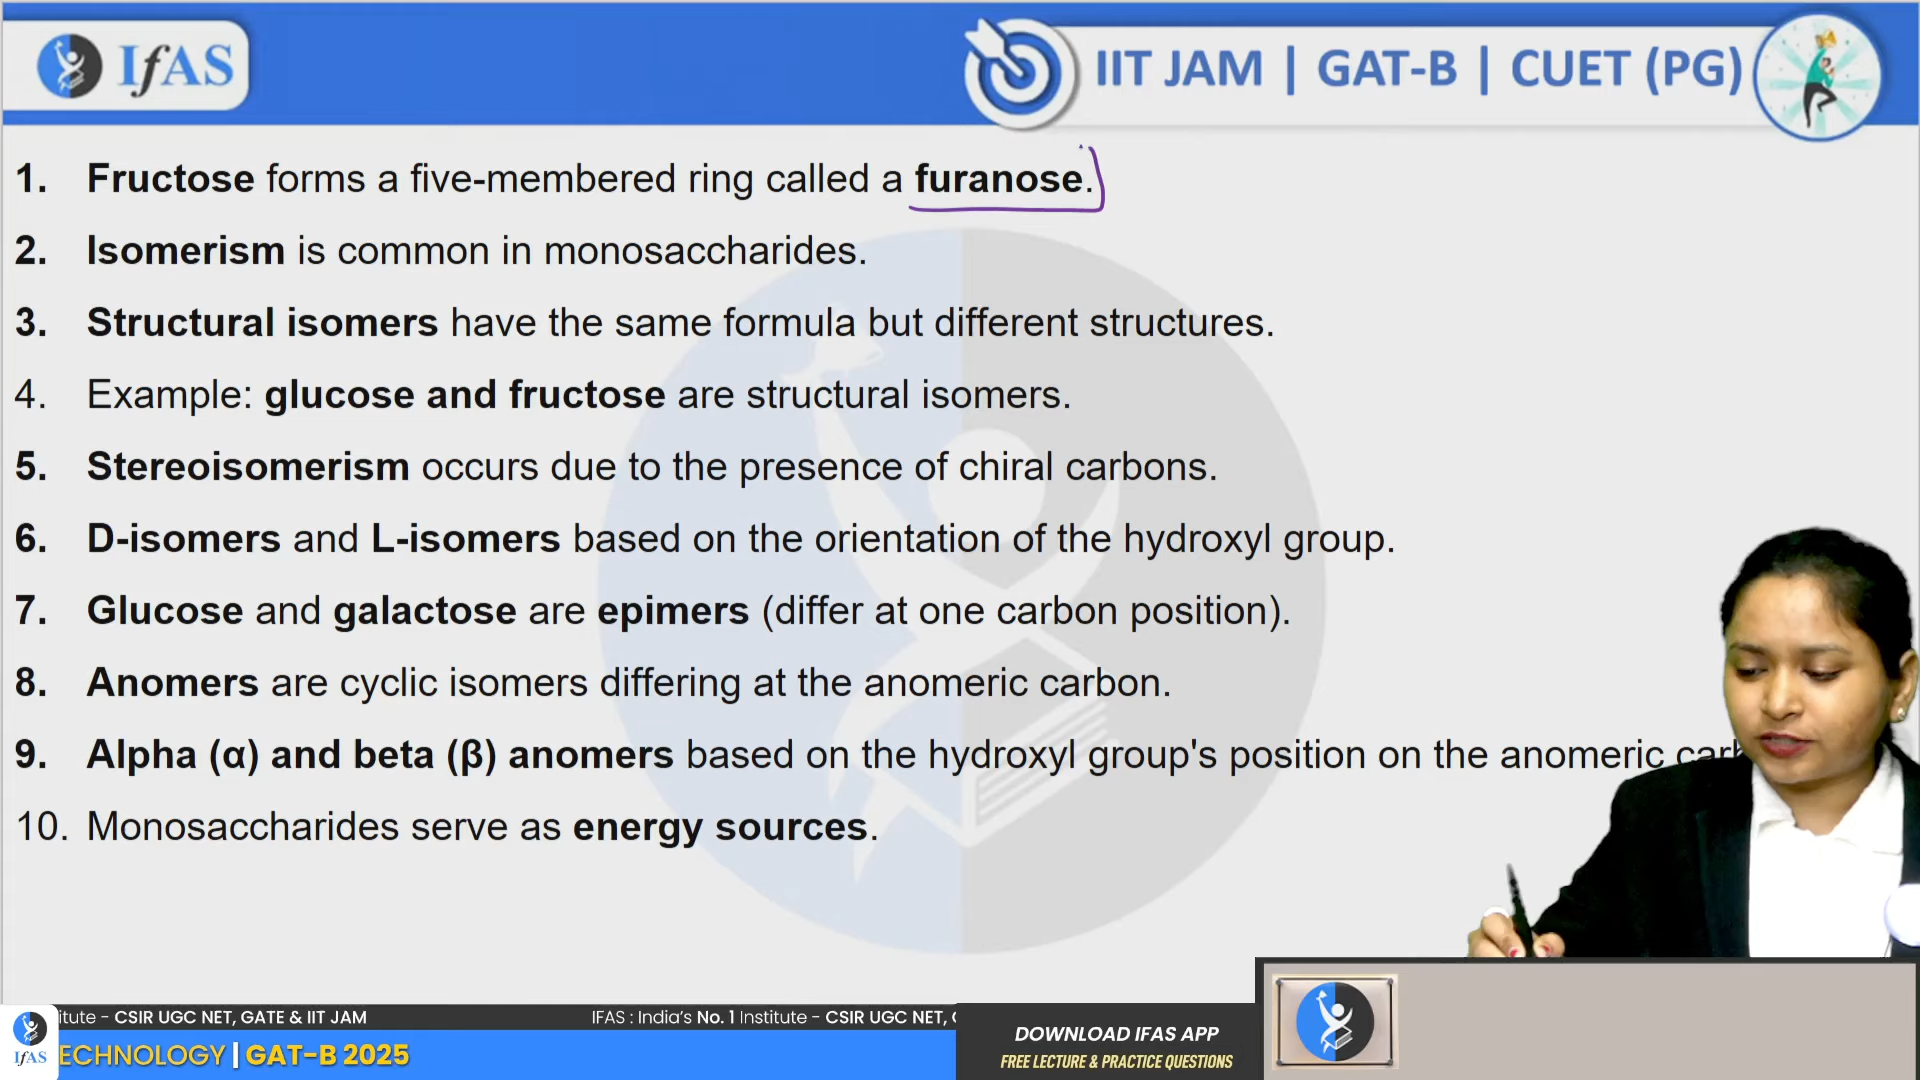 IfAS
IIT JAM | GAT-B | CUET (PG)
1. Fructose forms a five-membered ring called a furanose.
2. Isomerism is common in monosaccharides.
3. Structural isomers have the same formula but different structures.
4. Example: glucose and fructose are structural isomers.
5. Stereoisomerism occurs due to the presence of chiral carbons.
6. D-isomers and L-isomers based on the orientation of the hydroxyl group.
7. Glucose and galactose are epimers (differ at one carbon position).
8. Anomers are cyclic isomers differing at the anomeric carbon.
9. Alpha (α) and beta (β) anomers based on the hydroxyl group's position on the anomeric
10. Monosaccharides serve as energy sources.
itute - CSIR UGC NET, GATE & IIT JAM
IFAS : India's No. 1 Institute - CSIR UGC NET,
DOWNLOAD IFAS APP
FREE LECTURE & PRACTICE QUESTIONS
IfAS
ECHNOLOGY | GAT-B 2025